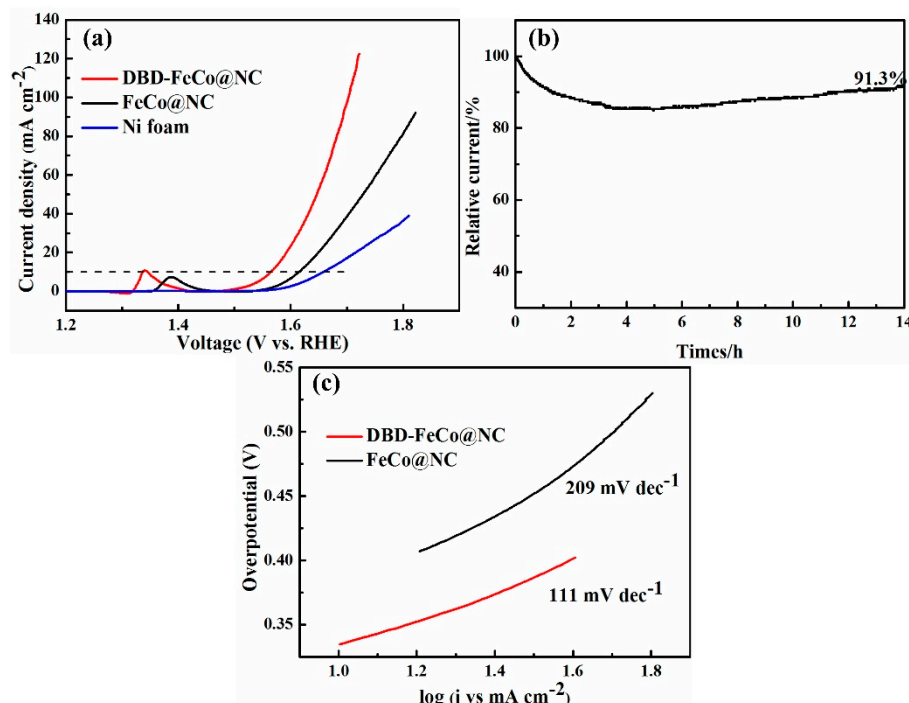 (a)
DBD-FeCo@NC
FeCo@NC
Ni foam
Current density (mA cm-2)
140
120
100
80
60
40
20
0
1.2
1.4
1.6
1.8
Voltage (V vs. RHE)
(b)
91.3%
Relative current/%
100
80
60
40
0
2
4
6
8
10
12
14
Times/h
(c)
DBD-FeCo@NC
FeCo@NC
209 mV dec-1
111 mV dec-1
Overpotential (V)
0.55
0.50
0.45
0.40
0.35
1.0
1.2
1.4
1.6
1.8
log (j vs mA cm-2)